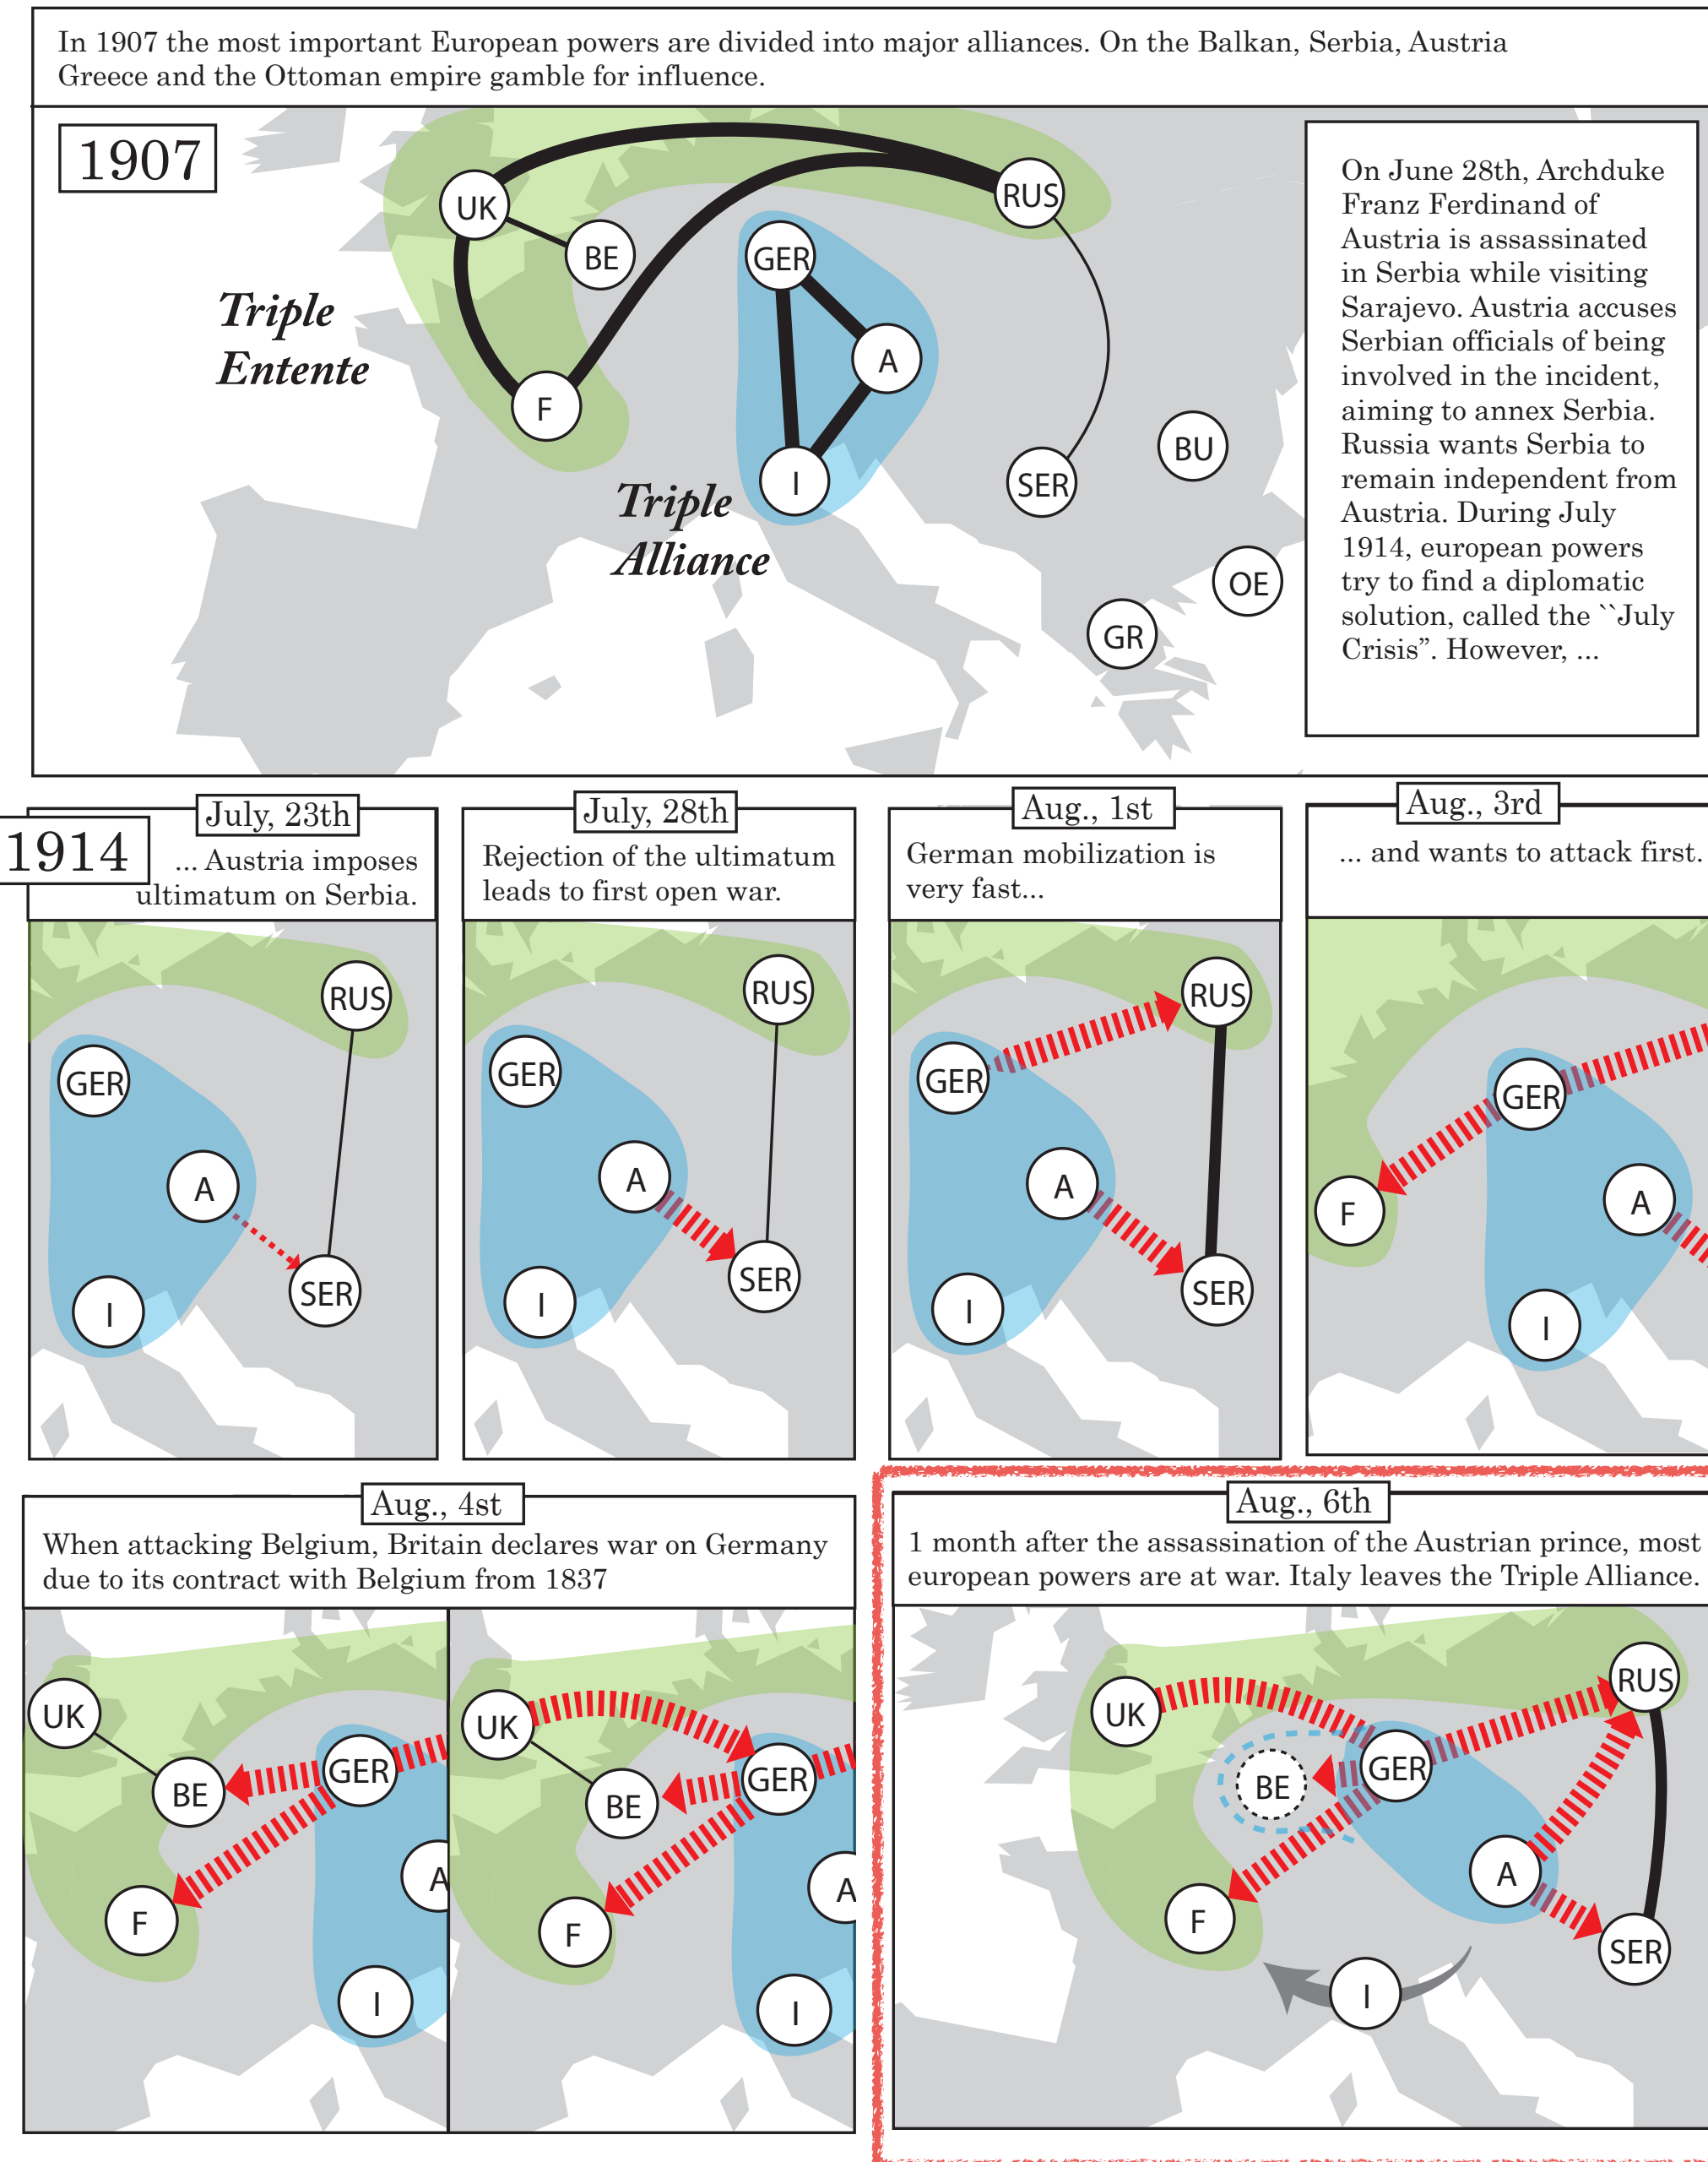 In 1907 the most important European powers are divided into major alliances. On the Balkan, Serbia, Austria
Greece and the Ottoman empire gamble for influence.
1907
UK
BE
RUS
GER
A
F
I
SER
BU
OE
GR
Triple
Entente
Triple
Alliance
On June 28th, Archduke
Franz Ferdinand of
Austria is assassinated
in Serbia while visiting
Sarajevo. Austria accuses
Serbian officials of being
involved in the incident,
aiming to annex Serbia.
Russia wants Serbia to
remain independent from
Austria. During July
1914, european powers
try to find a diplomatic
solution, called the ``July
Crisis”. However, ...
1914
July, 23th
... Austria imposes
ultimatum on Serbia.
RUS
GER
A
SER
I
July, 28th
Rejection of the ultimatum
leads to first open war.
RUS
GER
A
SER
I
Aug., 1st
German mobilization is
very fast...
RUS
GER
A
SER
I
Aug., 3rd
... and wants to attack first.
GER
F
A
I
Aug., 4st
When attacking Belgium, Britain declares war on Germany
due to its contract with Belgium from 1837
UK
BE
GER
A
F
I
UK
BE
GER
A
F
I
Aug., 6th
1 month after the assassination of the Austrian prince, most
european powers are at war. Italy leaves the Triple Alliance.
UK
RUS
BE
GER
A
F
SER
I